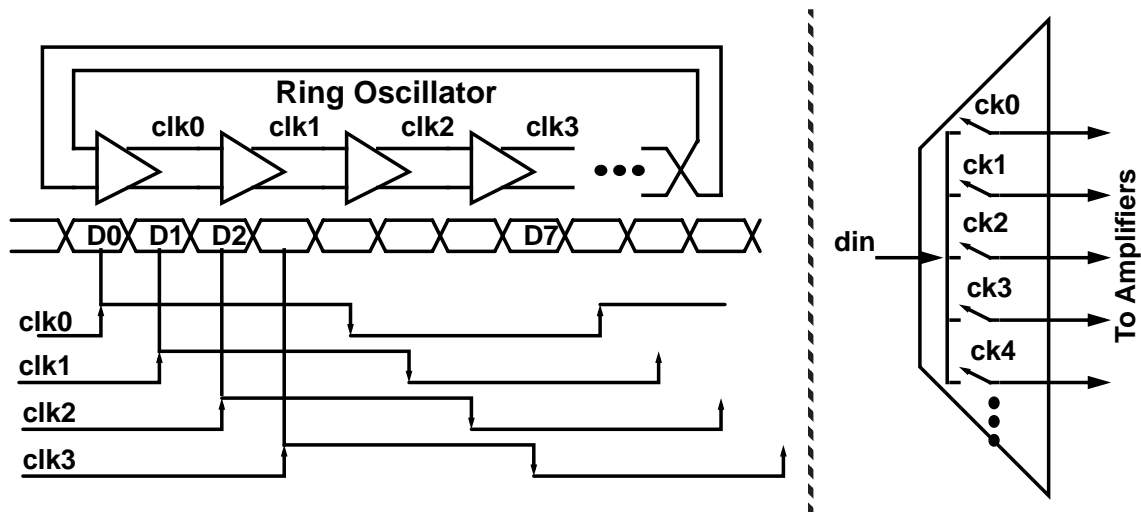 Ring Oscillator
clk0 clk1 clk2 clk3
D0 D1 D2 D7
clk0
clk1
clk2
clk3
din
ck0
ck1
ck2
ck3
ck4
To Amplifiers